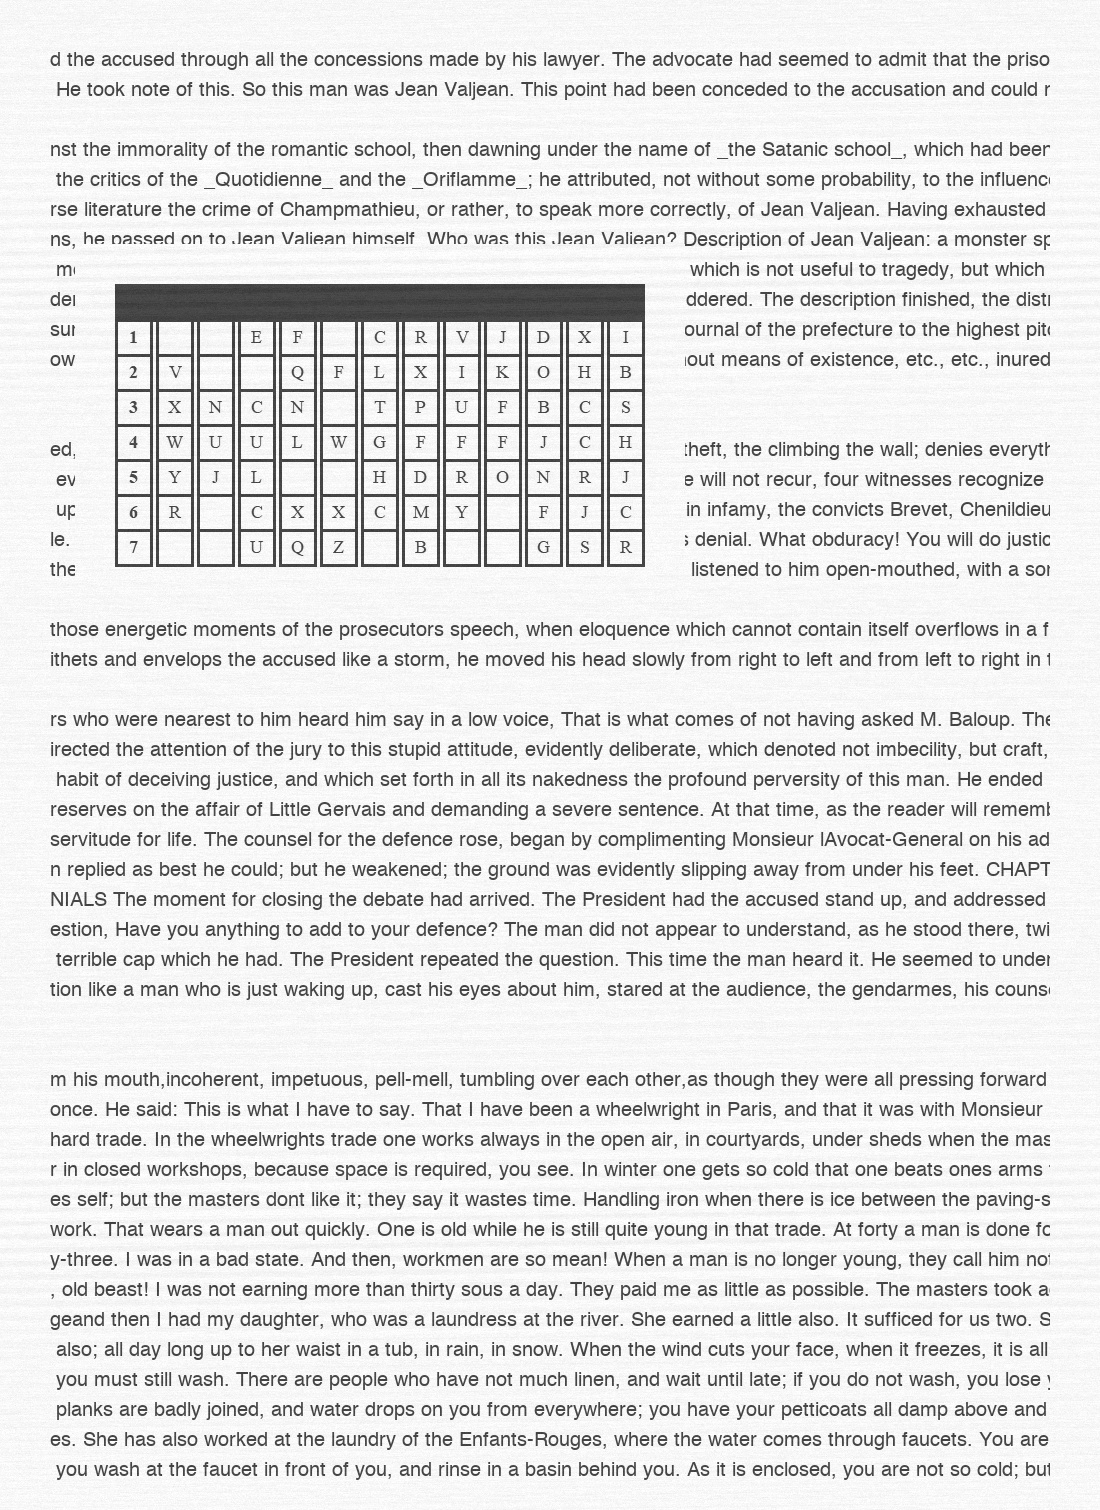 d the accused through all the concessions made by his lawyer. The advocate had seemed to admit that the priso
He took note of this. So this man was Jean Valjean. This point had been conceded to the accusation and could
nst the immorality of the romantic school, then dawning under the name of _the Satanic school_, which had been
the critics of the _Quotidienne_ and the _Oriflamme_; he attributed, not without some probability, to the influenc
rse literature the crime of Champmathieu, or rather, to speak more correctly, of Jean Valjean. Having exhausted
ns, he passed on to Jean Valjean himself. Who was this Jean Valjean? Description of Jean Valjean: a monster sp
which is not useful to tragedy, but which
der ddered. The description finished, the distr
sur ournal of the prefecture to the highest pit
ow out means of existence, etc., etc., inured
ed, theft, the climbing the wall; denies everyth
ev e will not recur, four witnesses recognize
up in infamy, the convicts Brevet, Chenildieu
le. s denial. What obduracy! You will do justic
the listened to him open-mouthed, with a sor
1 E F C R V J D X I
2 V Q F L X I K O H B
3 X N C N T P U F B C S
4 W U U L W G F F F J C H
5 Y J L H D R O N R J
6 R C X X C M Y F J C
7 U Q Z B G S R
those energetic moments of the prosecutors speech, when eloquence which cannot contain itself overflows in a f
ithets and envelops the accused like a storm, he moved his head slowly from right to left and from left to right in
rs who were nearest to him heard him say in a low voice, That is what comes of not having asked M. Baloup. The
irected the attention of the jury to this stupid attitude, evidently deliberate, which denoted not imbecility, but craft,
habit of deceiving justice, and which set forth in all its nakedness the profound perversity of this man. He ended
reserves on the affair of Little Gervais and demanding a severe sentence. At that time, as the reader will rememb
servitude for life. The counsel for the defence rose, began by complimenting Monsieur lAvocat-General on his ad
n replied as best he could; but he weakened; the ground was evidently slipping away from under his feet. CHAPT
NIALS The moment for closing the debate had arrived. The President had the accused stand up, and addressed
estion, Have you anything to add to your defence? The man did not appear to understand, as he stood there, twi
terrible cap which he had. The President repeated the question. This time the man heard it. He seemed to under
tion like a man who is just waking up, cast his eyes about him, stared at the audience, the gendarmes, his couns
m his mouth,incoherent, impetuous, pell-mell, tumbling over each other,as though they were all pressing forward
once. He said: This is what I have to say. That I have been a wheelwright in Paris, and that it was with Monsieur
hard trade. In the wheelwrights trade one works always in the open air, in courtyards, under sheds when the mas
r in closed workshops, because space is required, you see. In winter one gets so cold that one beats ones arms
es self; but the masters dont like it; they say it wastes time. Handling iron when there is ice between the paving-s
work. That wears a man out quickly. One is old while he is still quite young in that trade. At forty a man is done fo
y-three. I was in a bad state. And then, workmen are so mean! When a man is no longer young, they call him not
, old beast! I was not earning more than thirty sous a day. They paid me as little as possible. The masters took a
geand then I had my daughter, who was a laundress at the river. She earned a little also. It sufficed for us two. S
also; all day long up to her waist in a tub, in rain, in snow. When the wind cuts your face, when it freezes, it is all
you must still wash. There are people who have not much linen, and wait until late; if you do not wash, you lose
planks are badly joined, and water drops on you from everywhere; you have your petticoats all damp above and
es. She has also worked at the laundry of the Enfants-Rouges, where the water comes through faucets. You are
you wash at the faucet in front of you, and rinse in a basin behind you. As it is enclosed, you are not so cold; but